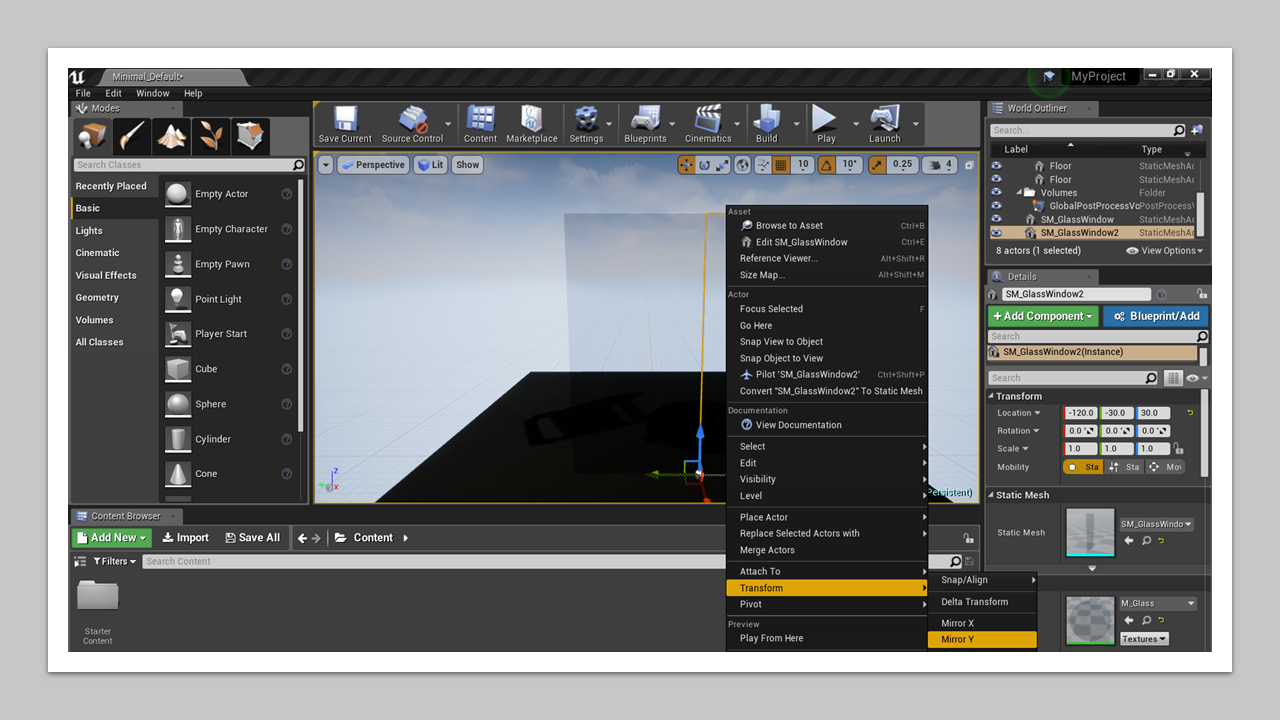 Minimal_Default*
MyProject
File Edit Window Help
Modes
Search Classes
Recently Placed
Basic
Lights
Cinematic
Visual Effects
Geometry
Volumes
All Classes
Empty Actor
Empty Character
Empty Pawn
Point Light
Player Start
Cube
Sphere
Cylinder
Cone
Save Current Source Control Content Marketplace Settings Blueprints Cinematics Build Play Launch
Perspective Lit Show
10 10° 0.25 4
Asset
Browse to Asset Ctrl+B
Edit SM_GlassWindow Ctrl+E
Reference Viewer... Alt+Shift+R
Size Map... Alt+Shift+M
Actor
Focus Selected F
Go Here
Snap View to Object
Snap Object to View
Pilot 'SM_GlassWindow2' Ctrl+Shift+P
Convert "SM_GlassWindow2" To Static Mesh
Documentation
View Documentation
Select
Edit
Visibility
Level
Place Actor
Replace Selected Actors with
Merge Actors
Attach To
Transform
Pivot
Preview
Play From Here
Snap/Align
Delta Transform
Mirror X
Mirror Y
z
y
x
Persistent)
World Outliner
Search...
Label Type
Floor StaticMeshAc
Floor StaticMeshAc
Volumes Folder
GlobalPostProcessVo PostProcessV
SM_GlassWindow StaticMeshAc
SM_GlassWindow2 StaticMeshAc
8 actors (1 selected) View Options
Details
SM_GlassWindow2
+ Add Component Blueprint/Add
Search
SM_GlassWindow2(Instance)
Search
Transform
Location -120.0 -30.0 30.0
Rotation 0.0 ° 0.0 ° 0.0 °
Scale 1.0 1.0 1.0
Mobility Sta Sta Mo
Static Mesh
Static Mesh SM_GlassWindo
M_Glass
Textures
Content Browser
Add New Import Save All Content
Filters Search Content
Starter
Content